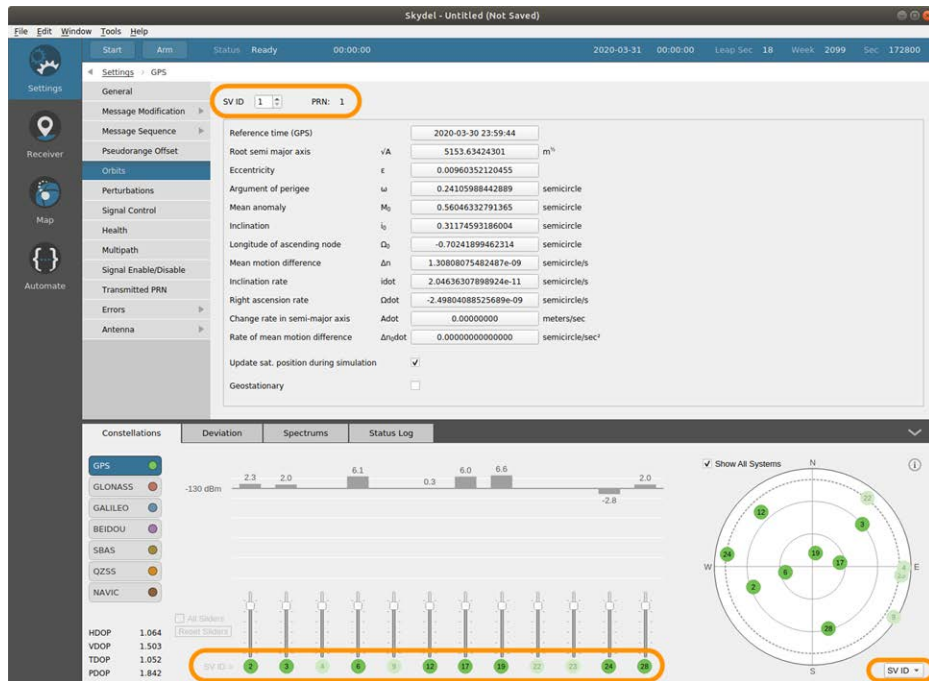 Skydel - Untitled (Not Saved)
File Edit Window Tools Help
Start Arm Status Ready 00:00:00 2020-03-31 00:00:00 Leap Sec 18 Week 2099 Sec 172800
Settings / GPS
Settings
Receiver
Map
Automate
General
Message Modification
Message Sequence
Pseudorange Offset
Orbits
Perturbations
Signal Control
Health
Multipath
Signal Enable/Disable
Transmitted PRN
Errors
Antenna
SV ID 1 PRN: 1
Reference time (GPS) 2020-03-30 23:59:44
Root semi major axis √A 5153.63424301 m½
Eccentricity ε 0.00960352120455
Argument of perigee ω 0.24105988442889 semicircle
Mean anomaly M₀ 0.56046332791365 semicircle
Inclination i₀ 0.31174593186004 semicircle
Longitude of ascending node Ω₀ -0.70241899462314 semicircle
Mean motion difference Δn 1.30808075482487e-09 semicircle/s
Inclination rate idot 2.04636307898924e-11 semicircle/s
Right ascension rate Ωdot -2.49804088525689e-09 semicircle/s
Change rate in semi-major axis Adot 0.00000000 meters/sec
Rate of mean motion difference Δn₀dot 0.00000000000000 semicircle/sec²
Update sat. position during simulation
Geostationary
Constellations Deviation Spectrums Status Log
GPS
GLONASS
GALILEO
BEIDOU
SBAS
QZSS
NAVIC
HDOP 1.064
VDOP 1.503
TDOP 1.052
PDOP 1.842
-130 dBm 2.3 2.0 6.1 0.3 6.0 6.6 -2.8 2.0
All Sliders
Reset Sliders
SV ID = 2 3 4 6 9 12 17 19 22 23 24 28
Show All Systems
N
22
12
3
24
19
17
W
6
4
E
2
9
28
S
SV ID